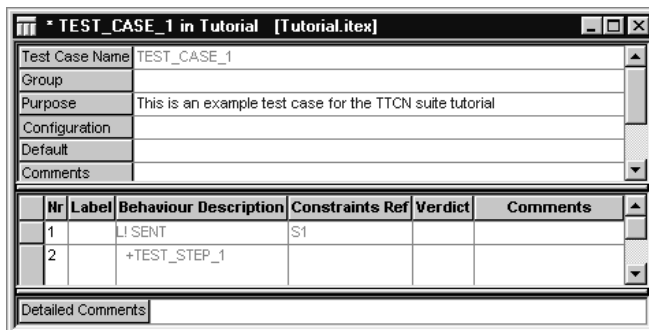 * TEST_CASE_1 in Tutorial [Tutorial.itex]
Test Case Name TEST_CASE_1
Group
Purpose This is an example test case for the TTCN suite tutorial
Configuration
Default
Comments
Nr Label Behaviour Description Constraints Ref Verdict Comments
1 L! SENT S1
2 +TEST_STEP_1
Detailed Comments